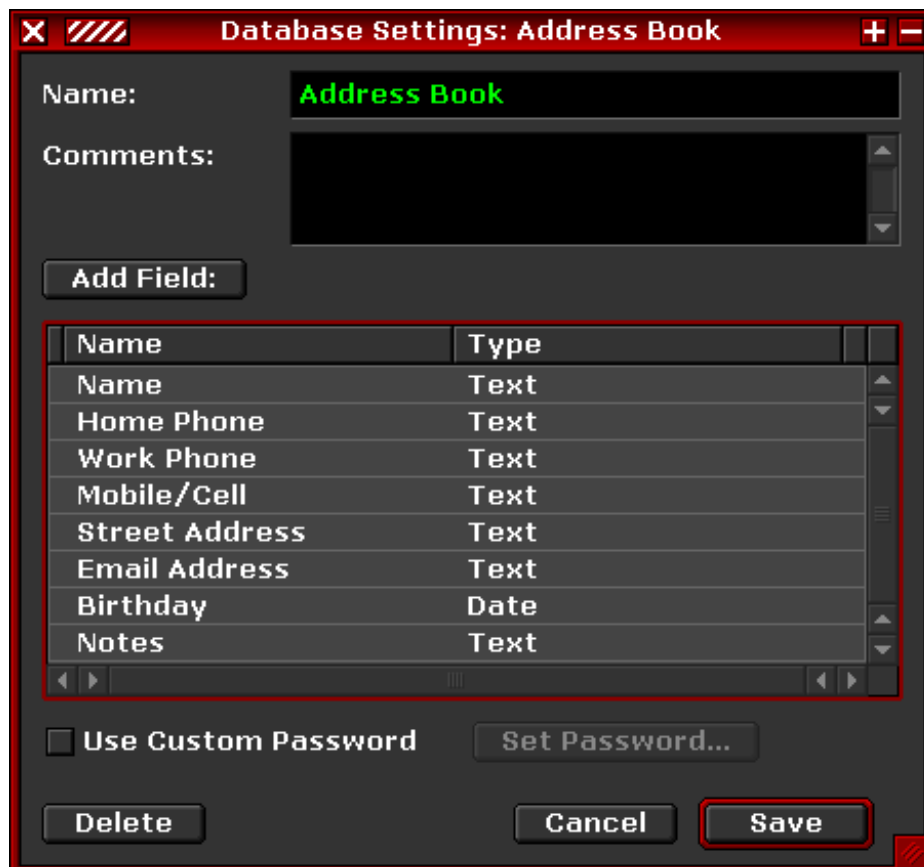 Database Settings: Address Book
Name: Address Book
Comments:
Add Field:
Name Type
Name Text
Home Phone Text
Work Phone Text
Mobile/Cell Text
Street Address Text
Email Address Text
Birthday Date
Notes Text
Use Custom Password Set Password...
Delete Cancel Save